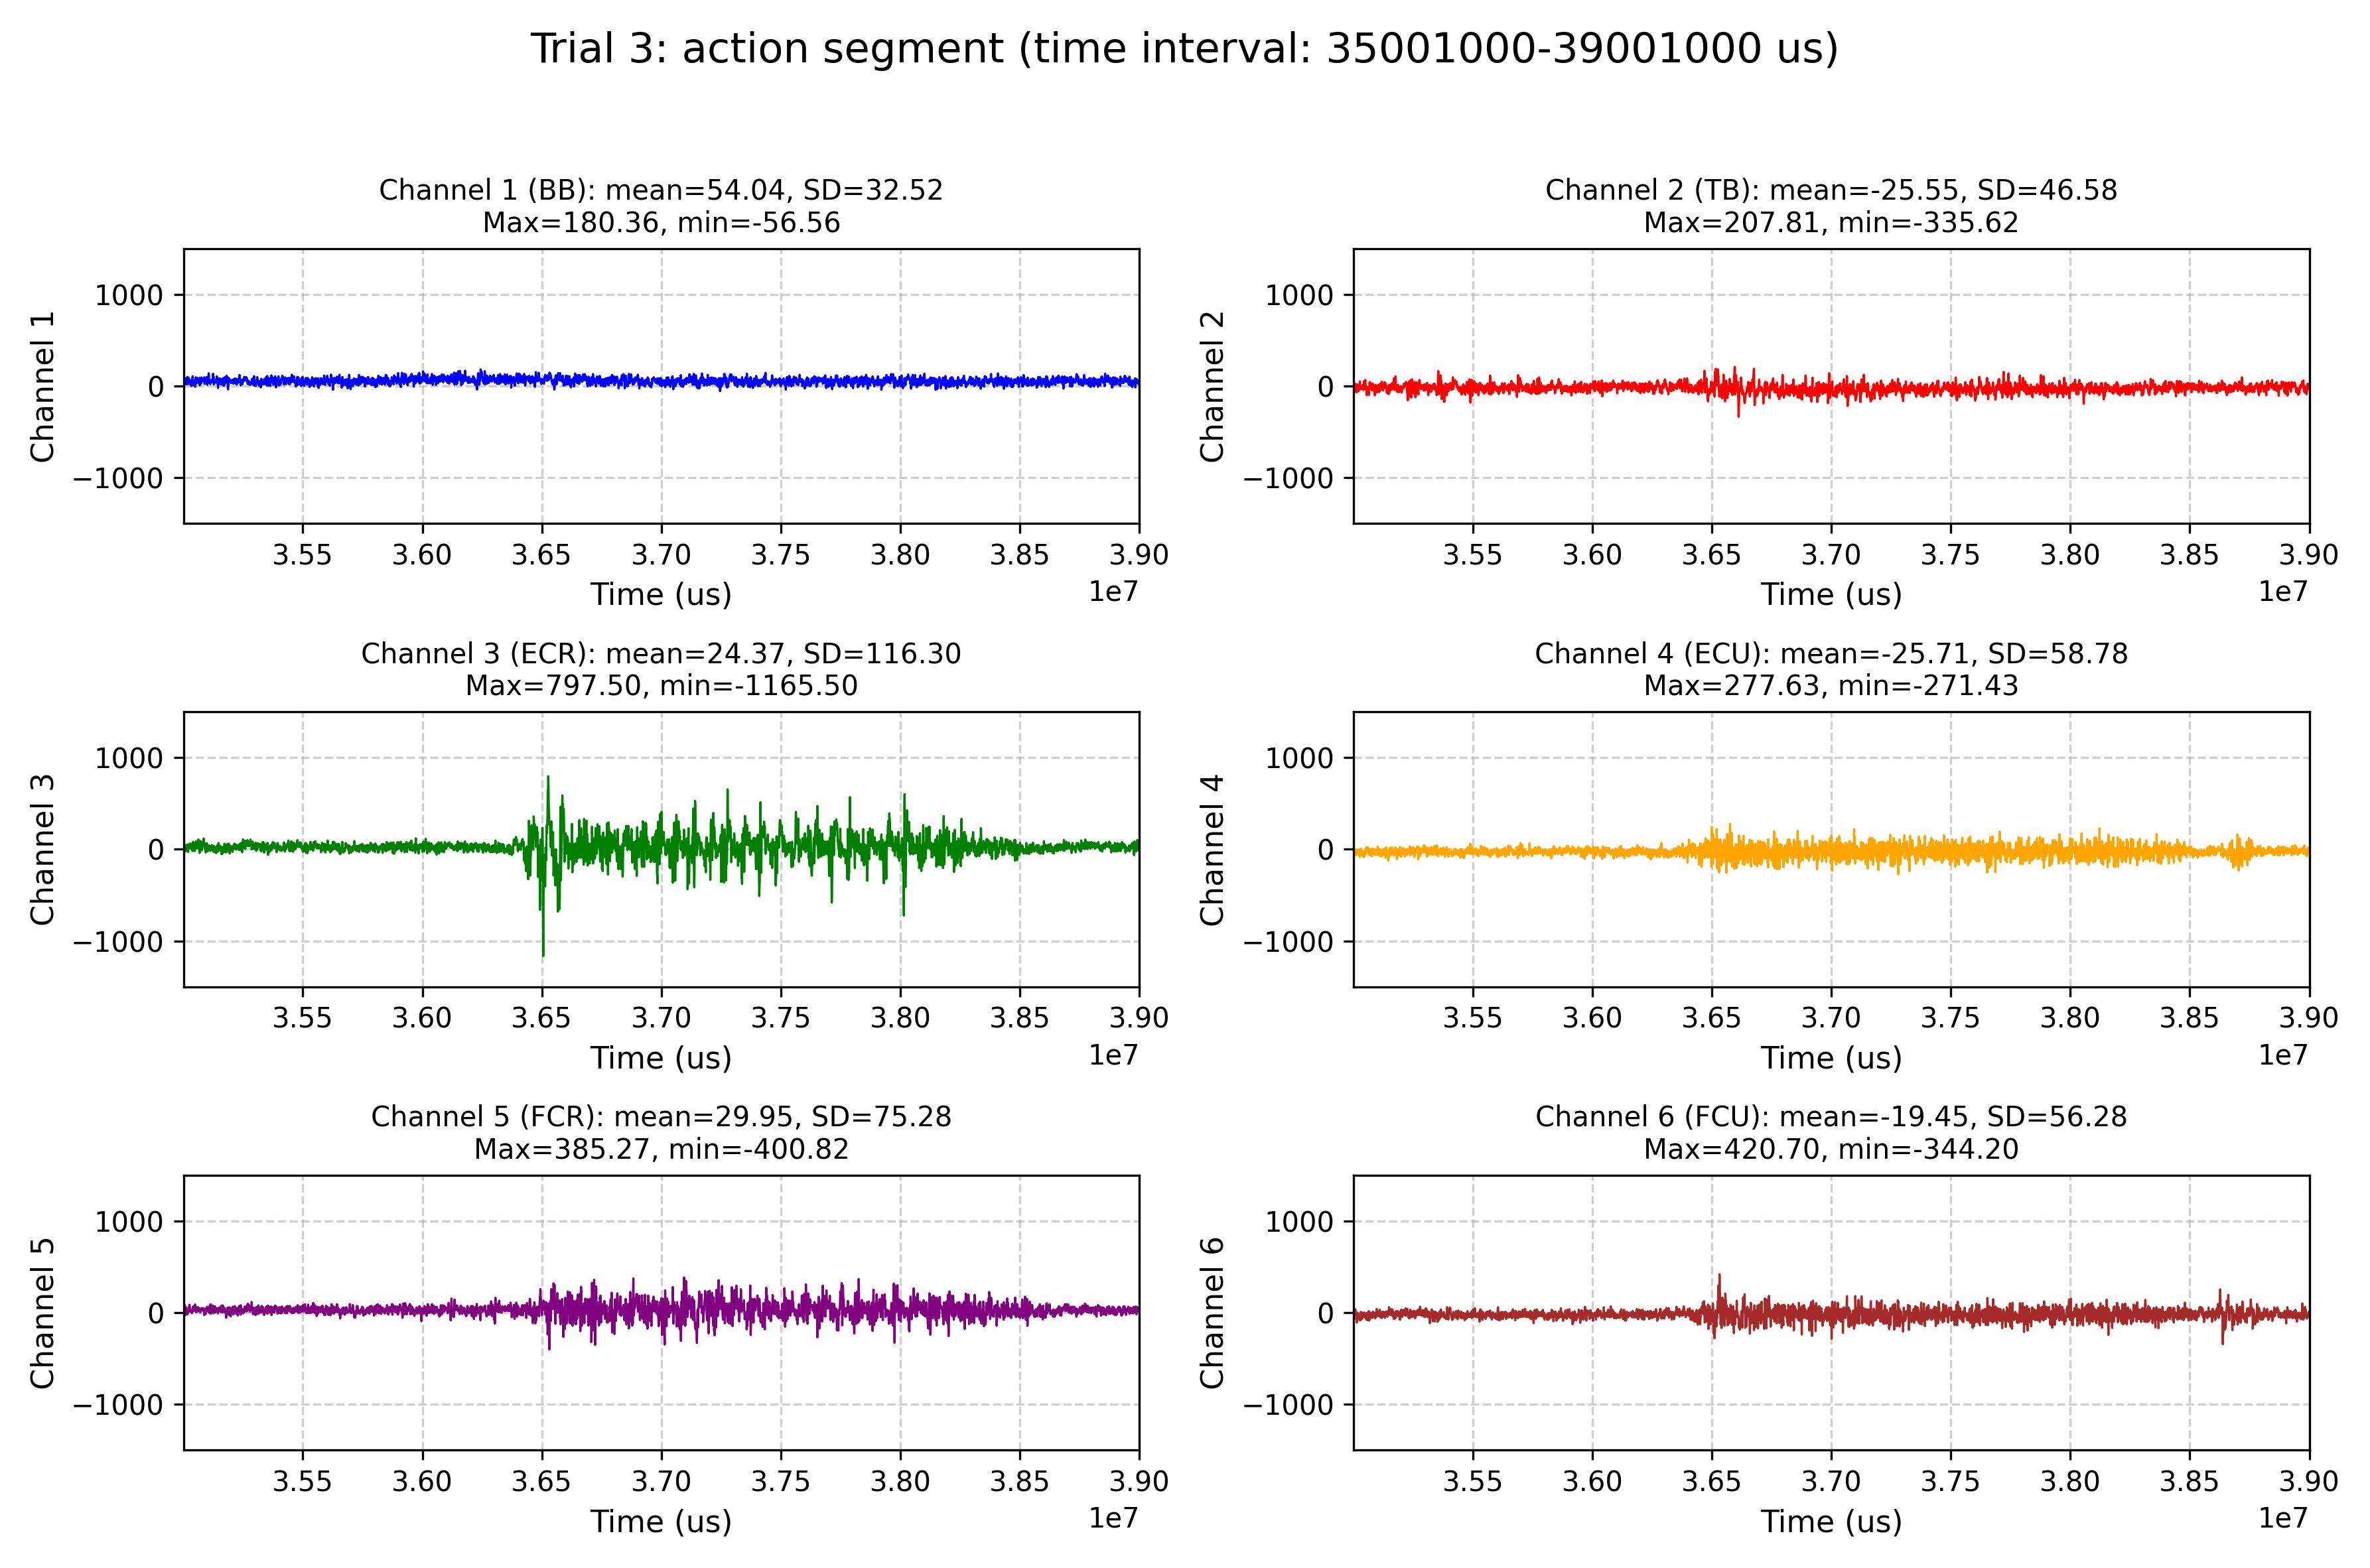 Trial 3: action segment (time interval: 35001000-39001000 us)
Channel 1 (BB): mean=54.04, SD=32.52
Max=180.36, min=-56.56
1000
0
−1000
Channel 1
3.55 3.60 3.65 3.70 3.75 3.80 3.85 3.90
1e7
Time (us)
Channel 2 (TB): mean=-25.55, SD=46.58
Max=207.81, min=-335.62
1000
0
−1000
Channel 2
3.55 3.60 3.65 3.70 3.75 3.80 3.85 3.90
1e7
Time (us)
Channel 3 (ECR): mean=24.37, SD=116.30
Max=797.50, min=-1165.50
1000
0
−1000
Channel 3
3.55 3.60 3.65 3.70 3.75 3.80 3.85 3.90
1e7
Time (us)
Channel 4 (ECU): mean=-25.71, SD=58.78
Max=277.63, min=-271.43
1000
0
−1000
Channel 4
3.55 3.60 3.65 3.70 3.75 3.80 3.85 3.90
1e7
Time (us)
Channel 5 (FCR): mean=29.95, SD=75.28
Max=385.27, min=-400.82
1000
0
−1000
Channel 5
3.55 3.60 3.65 3.70 3.75 3.80 3.85 3.90
1e7
Time (us)
Channel 6 (FCU): mean=-19.45, SD=56.28
Max=420.70, min=-344.20
1000
0
−1000
Channel 6
3.55 3.60 3.65 3.70 3.75 3.80 3.85 3.90
1e7
Time (us)